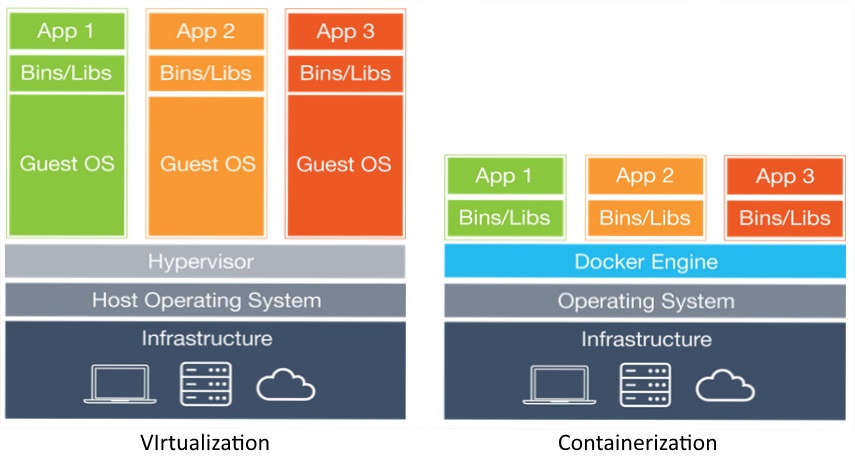 App 1
App 2
App 3
Bins/Libs
Bins/Libs
Bins/Libs
Guest OS
Guest OS
Guest OS
Hypervisor
Host Operating System
Infrastructure
VIrtualization
App 1
App 2
App 3
Bins/Libs
Bins/Libs
Bins/Libs
Docker Engine
Operating System
Infrastructure
Containerization